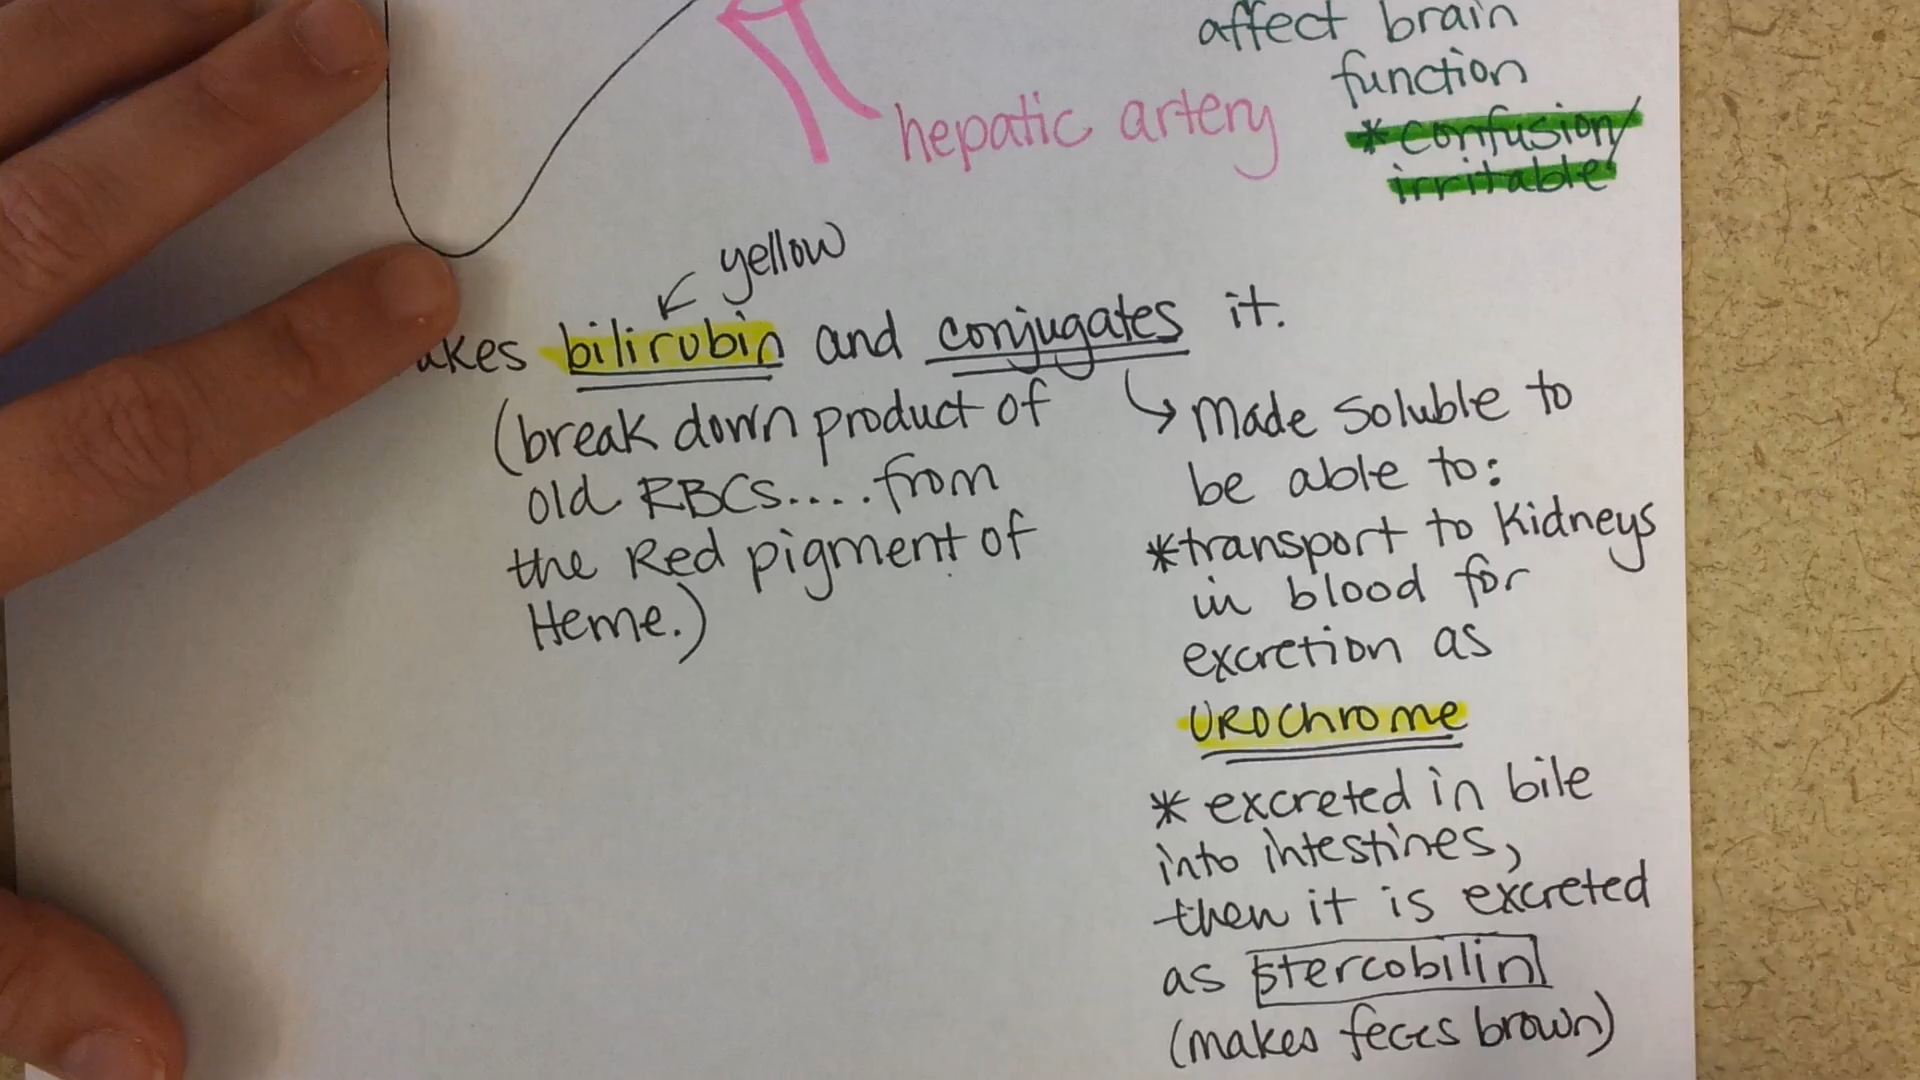 affect brain
function
*confusion/
irritable
hepatic artery
yellow
bilirubin and conjugates it.
(break down product of
old RBCs.....from
the Red pigment of
Heme.)
Made soluble to
be able to:
*transport to Kidneys
in blood for
excretion as
UROchrome
* excreted in bile
into intestines,
then it is excreted
as stercobilin
(makes feces brown)